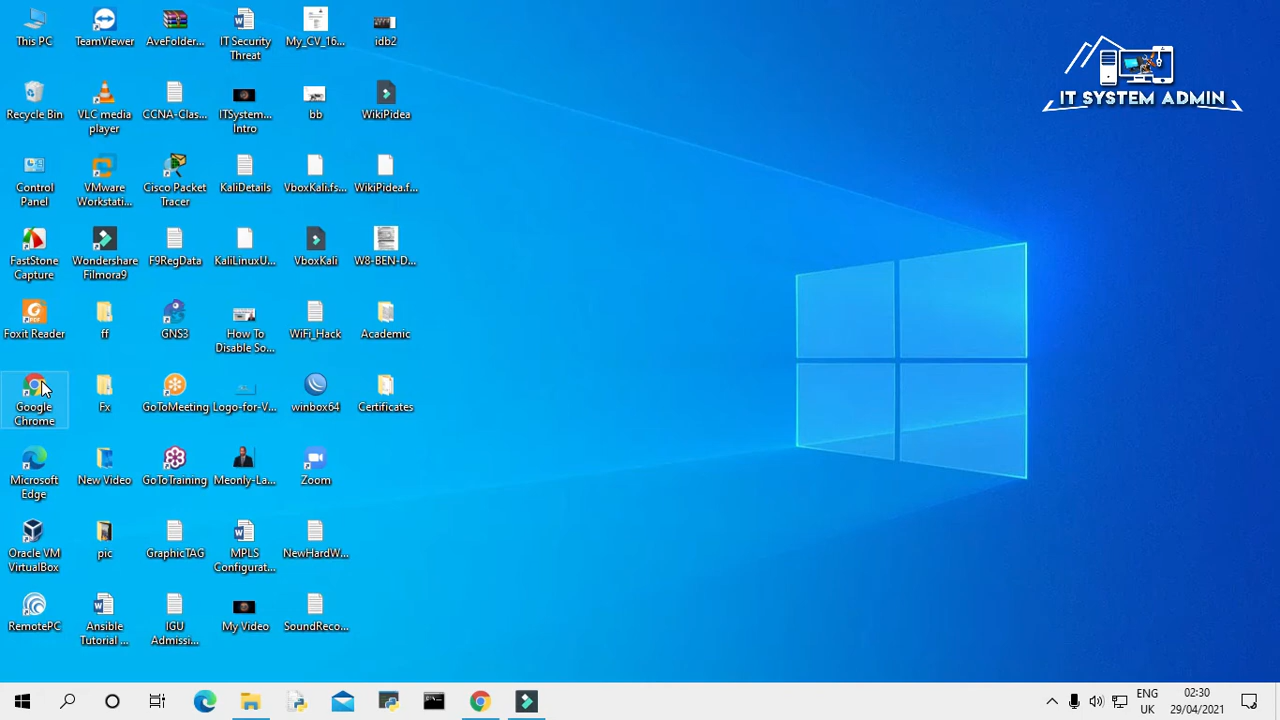 This PC
TeamViewer
AveFolder...
IT Security
Threat
My_CV_16...
idb2
Recycle Bin
VLC media
player
CCNA-Clas...
ITSystem...
Intro
bb
WikiPidea
Control
Panel
VMware
Workstati...
Cisco Packet
Tracer
KaliDetails
VboxKali.fs...
WikiPidea.f...
FastStone
Capture
Wondershare
Filmora9
F9RegData
KaliLinuxU...
VboxKali
W8-BEN-D...
Foxit Reader
ff
GNS3
How To
Disable So...
WiFi_Hack
Academic
Google
Chrome
Fx
GoToMeeting
Logo-for-V...
winbox64
Certificates
Microsoft
Edge
New Video
GoToTraining
Meonly-La...
Zoom
Oracle VM
VirtualBox
pic
GraphicTAG
MPLS
Configurat...
NewHardW...
RemotePC
Ansible
Tutorial ...
IGU
Admissi...
My Video
SoundReco...
IT SYSTEM ADMIN
ENG
UK
02:30
29/04/2021